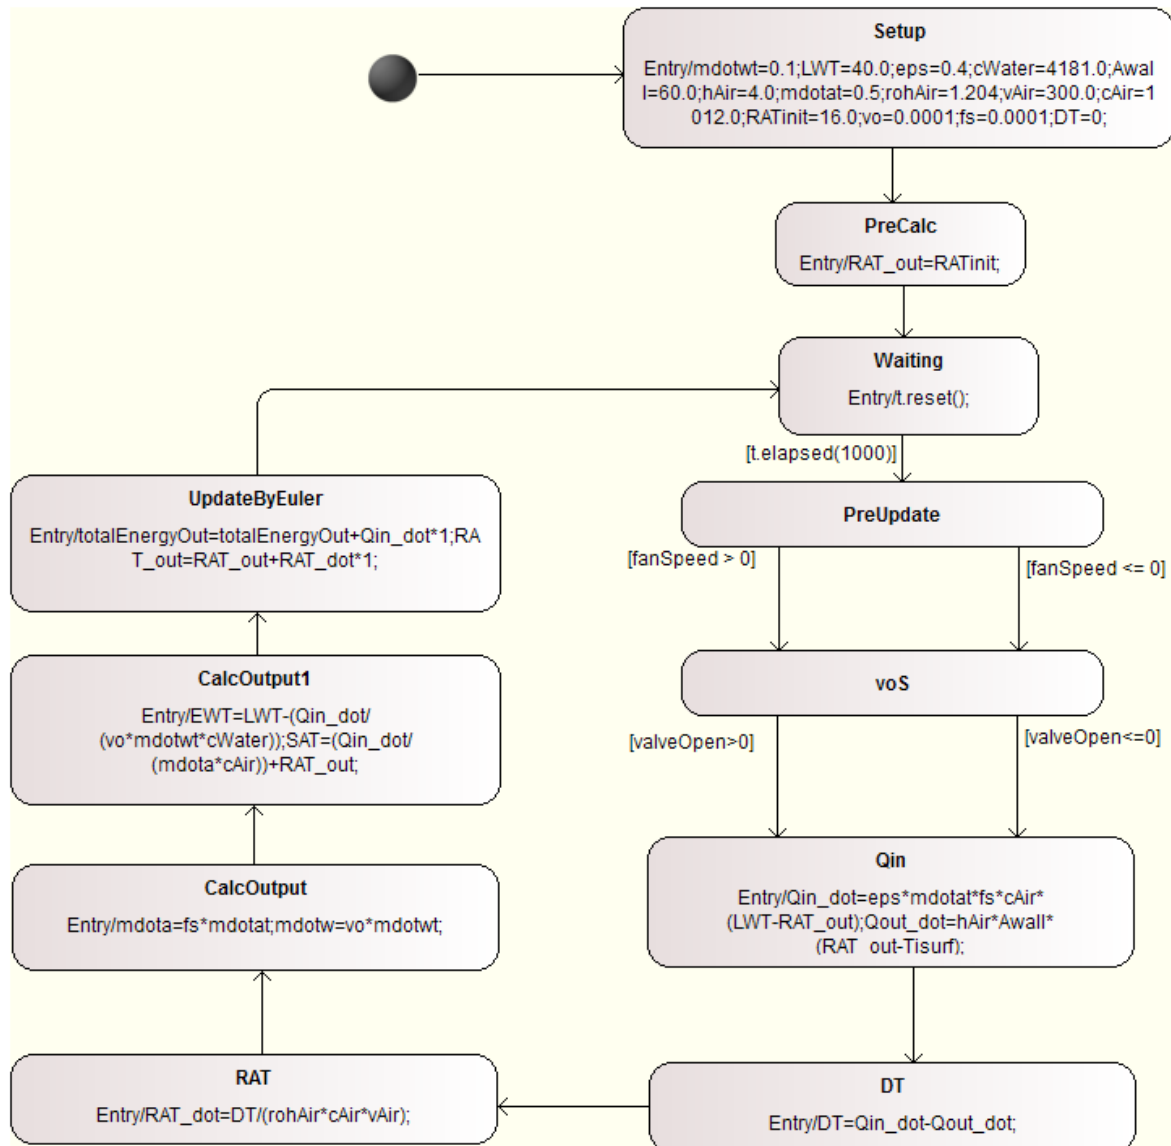 Setup
Entry/mdotwt=0.1;LWT=40.0;eps=0.4;cWater=4181.0;Awal
l=60.0;hAir=4.0;mdotat=0.5;rohAir=1.204;vAir=300.0;cAir=1
012.0;RATinit=16.0;vo=0.0001;fs=0.0001;DT=0;
PreCalc
Entry/RAT_out=RATinit;
Waiting
Entry/t.reset();
[t.elapsed(1000)]
PreUpdate
[fanSpeed > 0]
[fanSpeed <= 0]
voS
[valveOpen>0]
[valveOpen<=0]
Qin
Entry/Qin_dot=eps*mdotat*fs*cAir*
(LWT-RAT_out);Qout_dot=hAir*Awall*
(RAT_out-Tisurf);
DT
Entry/DT=Qin_dot-Qout_dot;
RAT
Entry/RAT_dot=DT/(rohAir*cAir*vAir);
CalcOutput
Entry/mdota=fs*mdotat;mdotw=vo*mdotwt;
CalcOutput1
Entry/EWT=LWT-(Qin_dot/
(vo*mdotwt*cWater));SAT=(Qin_dot/
(mdota*cAir))+RAT_out;
UpdateByEuler
Entry/totalEnergyOut=totalEnergyOut+Qin_dot*1;RA
T_out=RAT_out+RAT_dot*1;